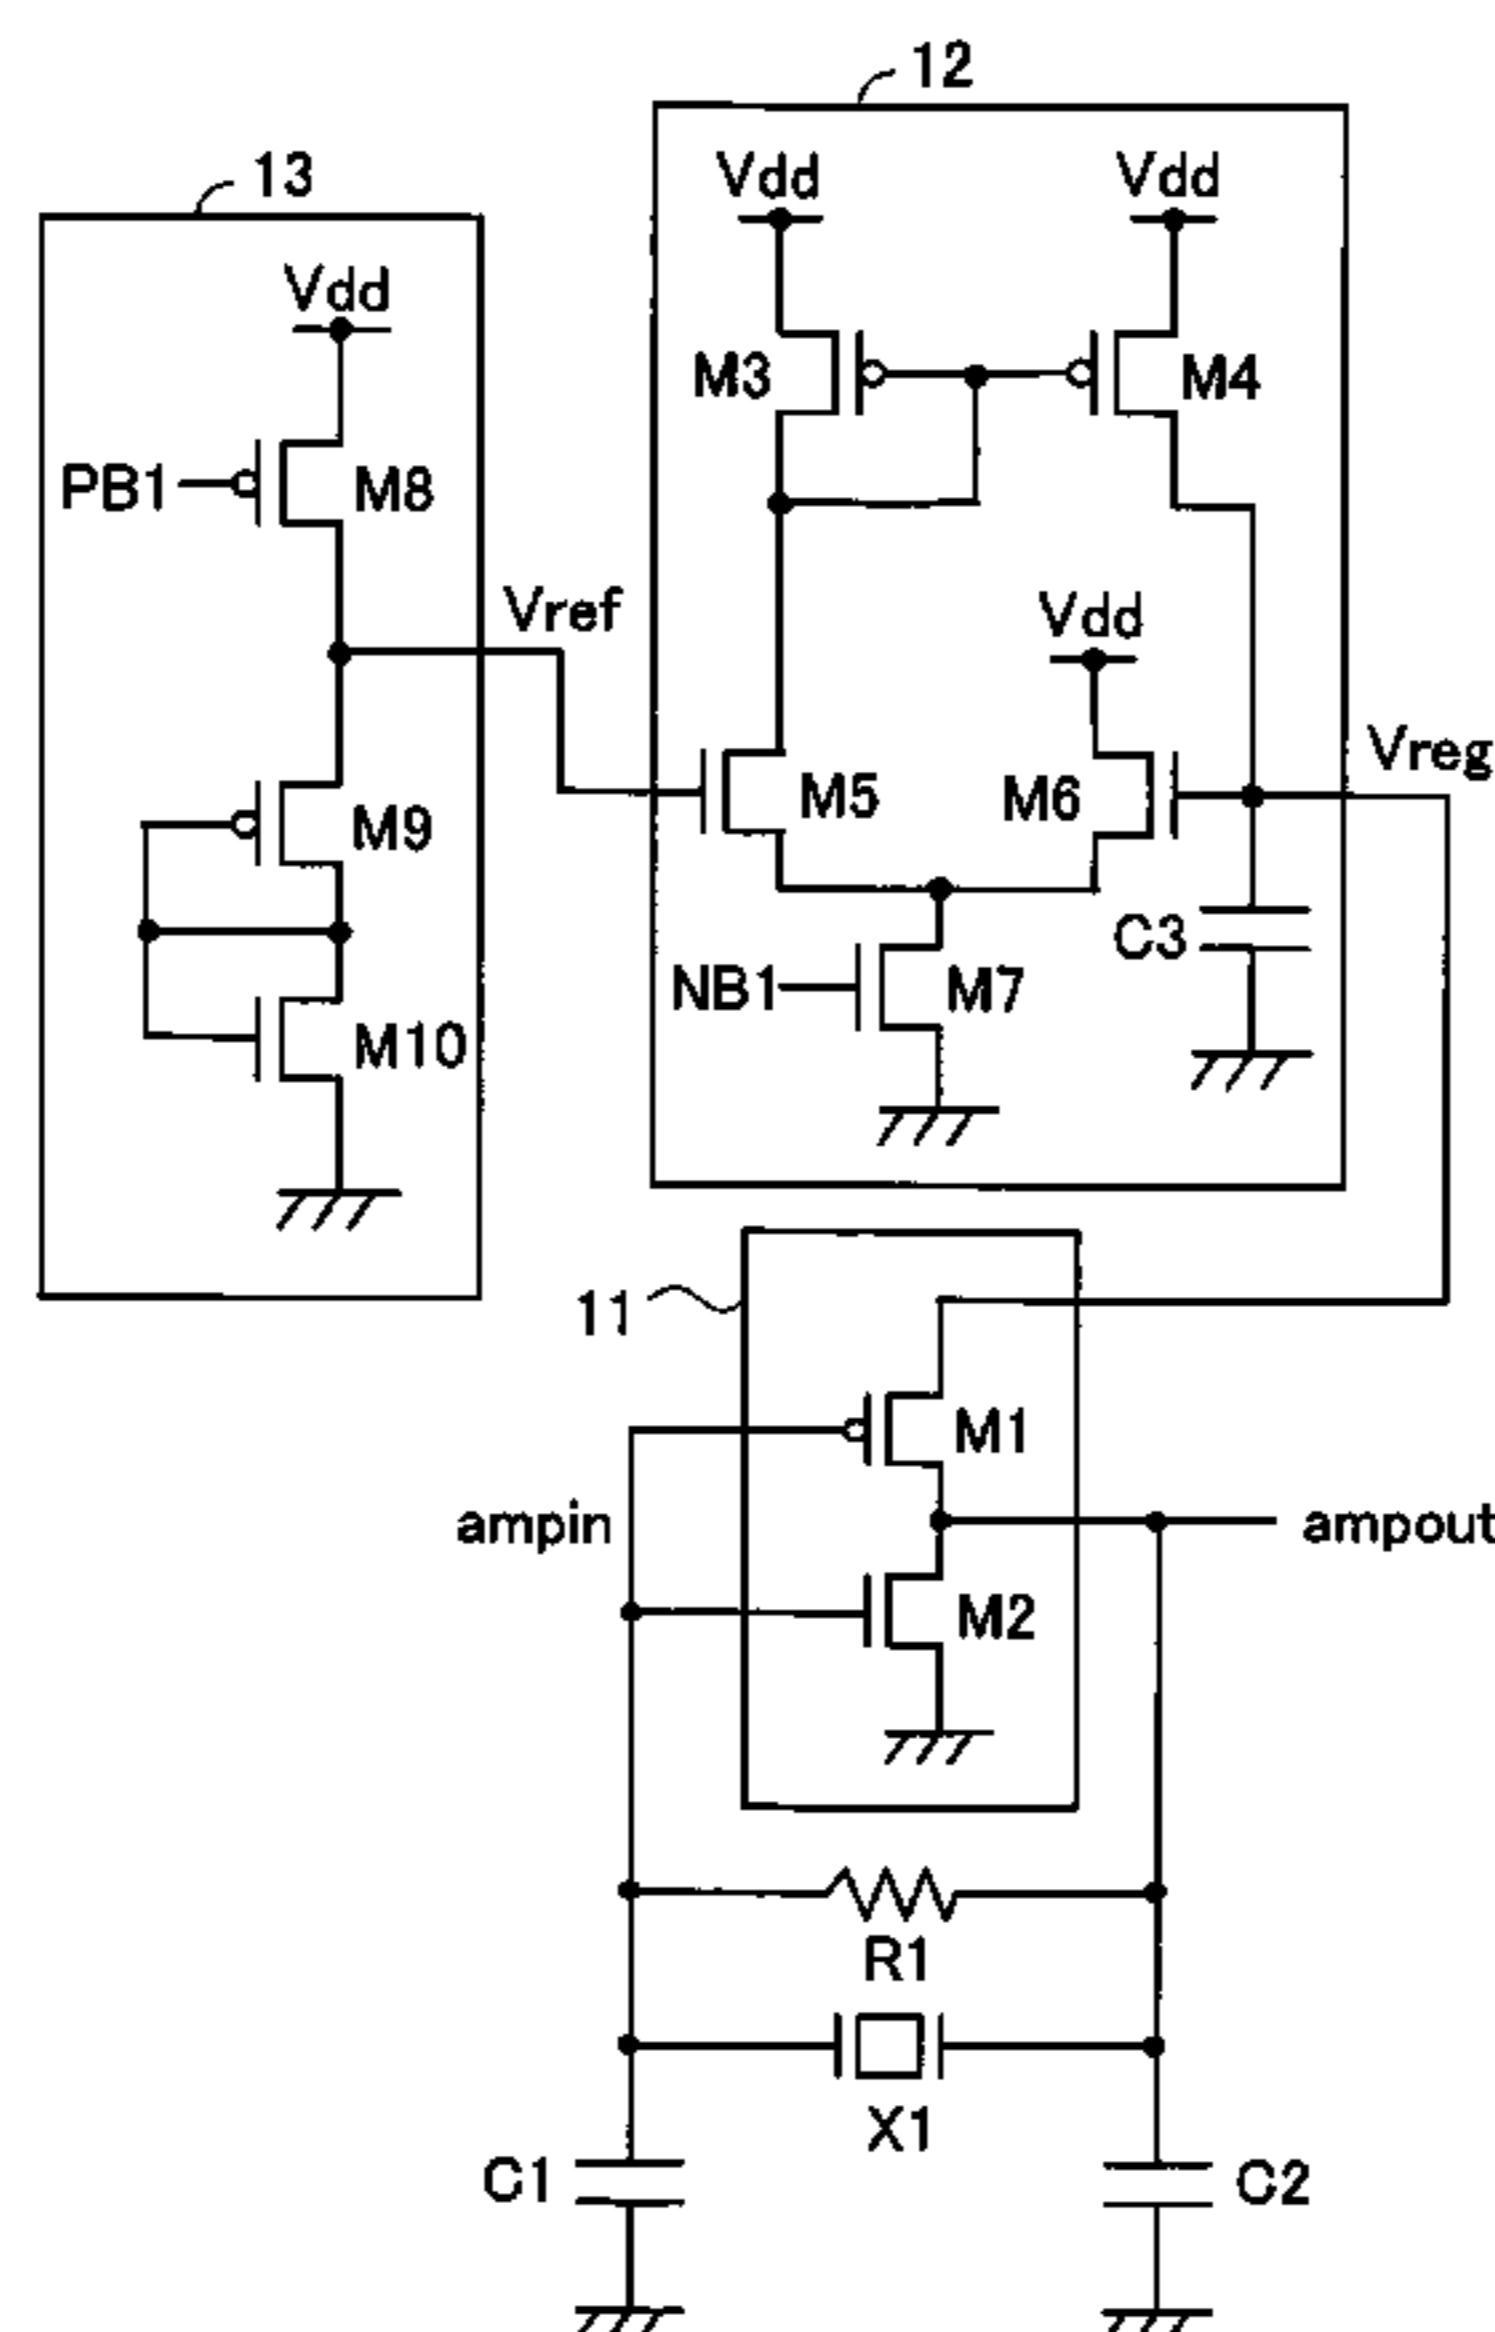 12
13
Vdd
Vdd
Vdd
M3
M4
PB1
M8
Vref
Vdd
Vreg
M5
M6
M9
C3
NB1
M7
M10
11
M1
ampin
ampout
M2
R1
X1
C1
C2